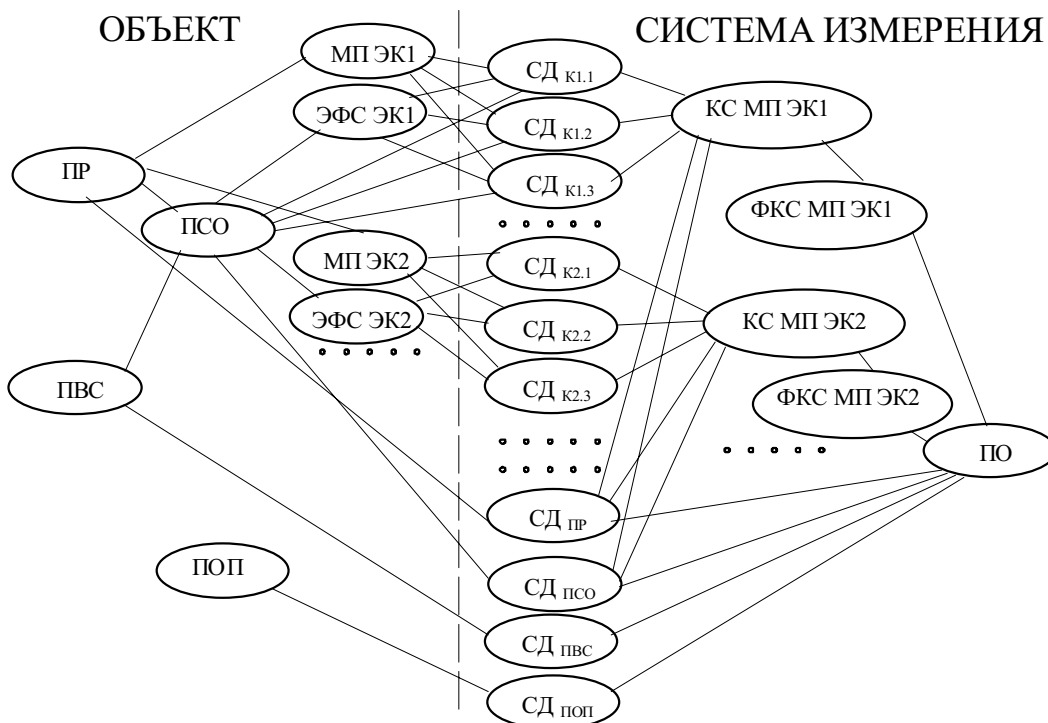 ОБЪЕКТ
СИСТЕМА ИЗМЕРЕНИЯ
МП ЭК1
ЭФС ЭК1
ПР
ПСО
МП ЭК2
ЭФС ЭК2
ПВС
ПОП
СД К1.1
СД К1.2
СД К1.3
СД К2.1
СД К2.2
СД К2.3
СД ПР
СД ПСО
СД ПВС
СД ПОП
КС МП ЭК1
ФКС МП ЭК1
КС МП ЭК2
ФКС МП ЭК2
ПО